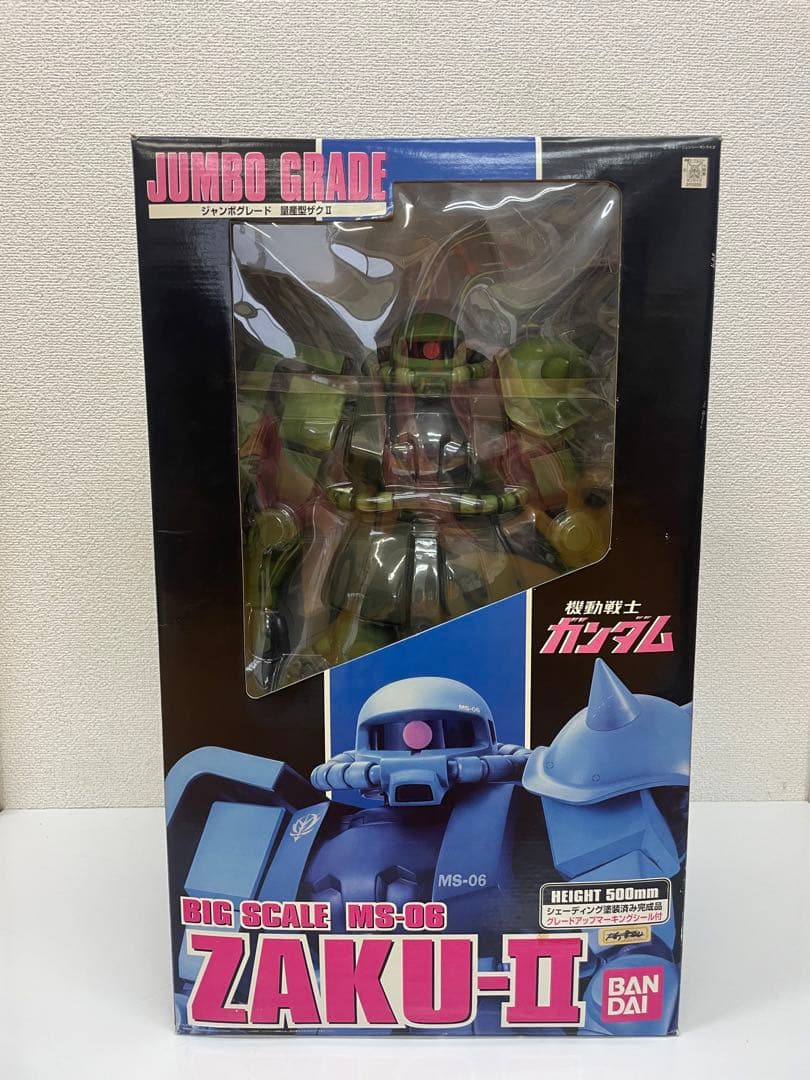 JUMBO GRADE
ジャンボグレード 量産型ザクⅡ
機動戦士
ガンダム
MS-06
MS-06
HEIGHT 500mm
シェーディング塗装済み完成品
グレードアップマーキングシール付
BIG SCALE MS-06
ZAKU-II
BAN
DAI